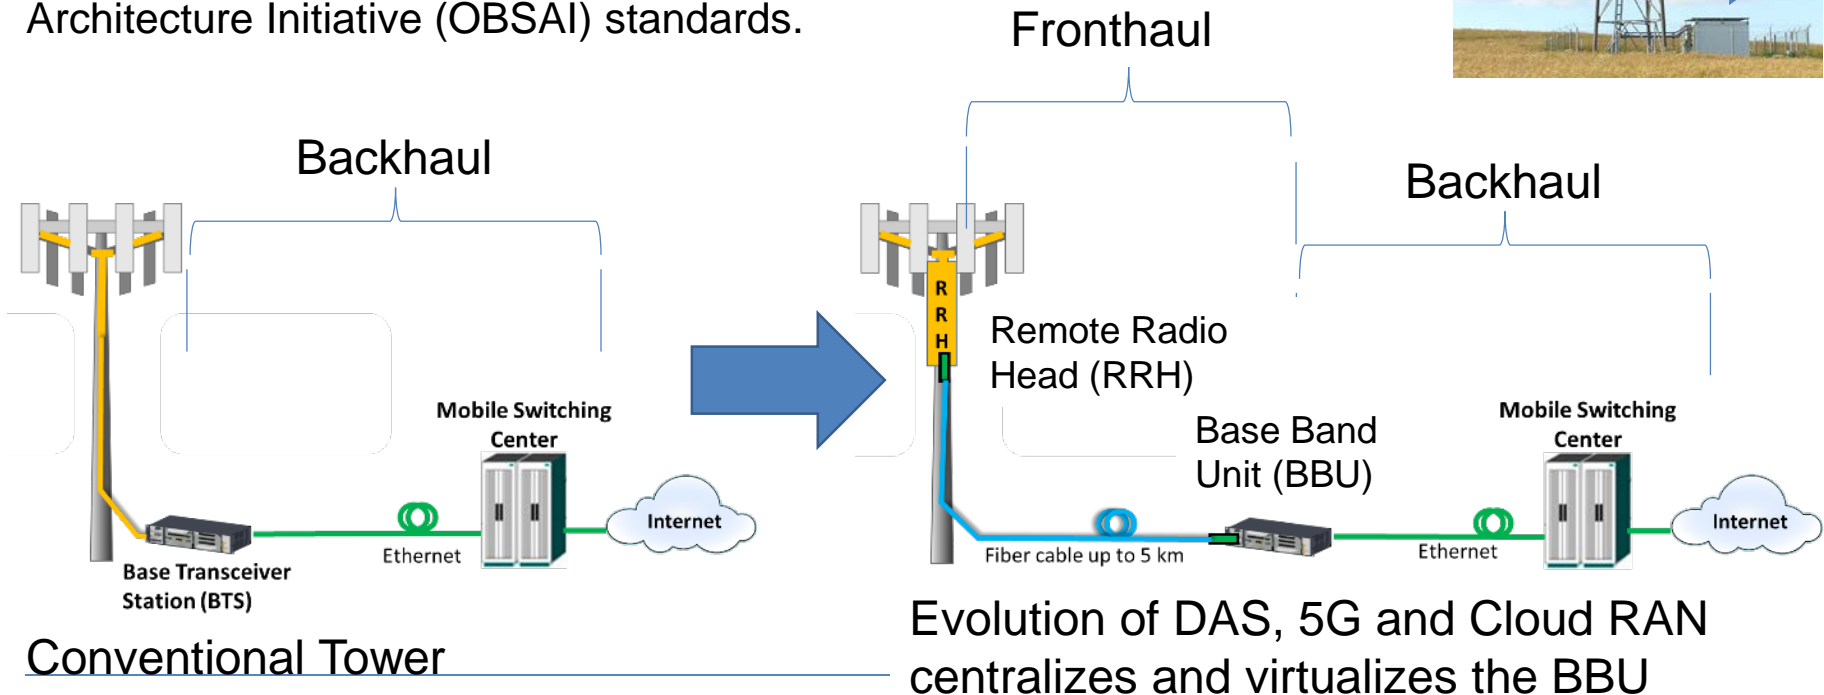 Architecture Initiative (OBSAI) standards.
Fronthaul
Backhaul
Backhaul
R
R
H
Remote Radio
Head (RRH)
Mobile Switching
Center
Base Band
Unit (BBU)
Mobile Switching
Center
Internet
Ethernet
Base Transceiver
Station (BTS)
Fiber cable up to 5 km
Ethernet
Internet
Conventional Tower
Evolution of DAS, 5G and Cloud RAN
centralizes and virtualizes the BBU